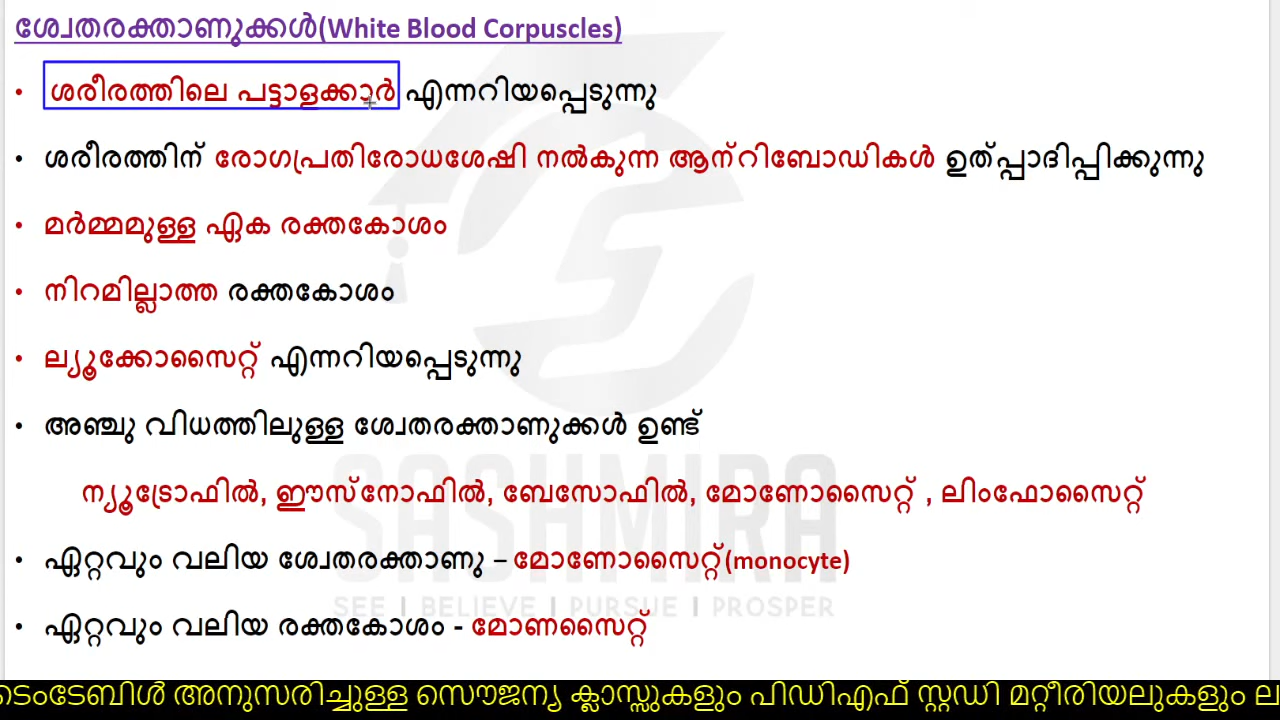 ശ്വേതരക്താണുക്കൾ(White Blood Corpuscles)
• ശരീരത്തിലെ പട്ടാളക്കാർ എന്നറിയപ്പെടുന്നു
• ശരീരത്തിന് രോഗപ്രതിരോധശേഷി നൽകുന്ന ആന്റിബോഡികൾ ഉത്പ്പാദിപ്പിക്കുന്നു
• മർമ്മമുള്ള ഏക രക്തകോശം
• നിറമില്ലാത്ത രക്തകോശം
• ല്യൂക്കോസൈറ്റ് എന്നറിയപ്പെടുന്നു
• അഞ്ചു വിധത്തിലുള്ള ശ്വേതരക്താണുക്കൾ ഉണ്ട്
ന്യൂട്രോഫിൽ, ഈസ്നോഫിൽ, ബേസോഫിൽ, മോണോസൈറ്റ് , ലിംഫോസൈറ്റ്
• ഏറ്റവും വലിയ ശ്വേതരക്താണു – മോണോസൈറ്റ്(monocyte)
• ഏറ്റവും വലിയ രക്തകോശം - മോണസൈറ്റ്
SASHMIRA
SEE | BELIEVE | PURSUE | PROSPER
ടൈംടേബിൾ അനുസരിച്ചുള്ള സൌജന്യ ക്ലാസ്സുകളും പിഡിഎഫ് സ്റ്റഡി മറ്റീരിയലുകളും